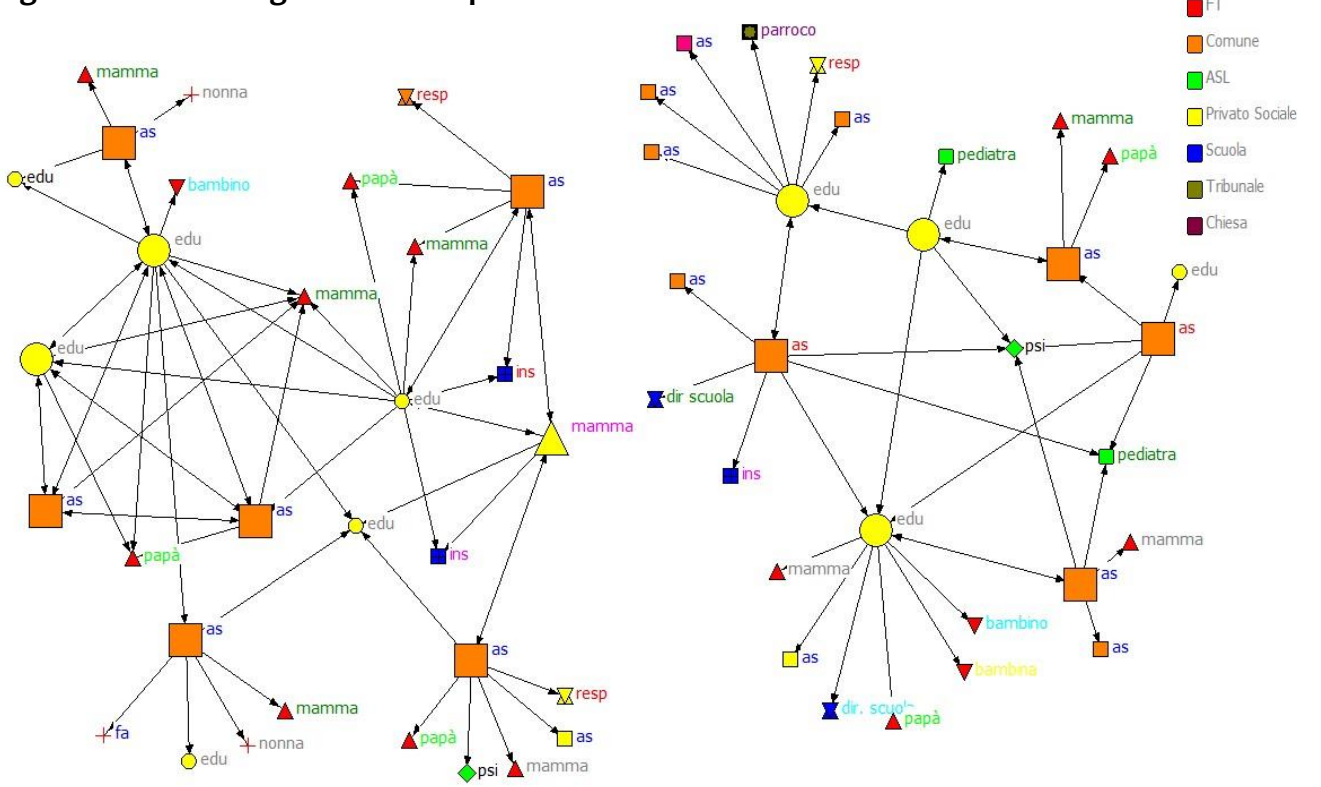 parroco
as
resp
FT
Comune
mamma
ASL
nonna
as
resp
Privato Sociale
as
mamma
as
as
Scuola
pediatra
papà
edu
papà
as
bambino
Tribunale
edu
edu
Chiesa
edu
mamma
as
edu
mamma
as
as
as
psi
edu
ins
dir scuola
edu
mamma
pediatra
ins
as
as
edu
edu
ins
papà
mamma
mamma
as
as
bambino
as
as
as
bambina
resp
mamma
dir. scuo
papà
fa
nonna
papà
as
edu
psi
mamma